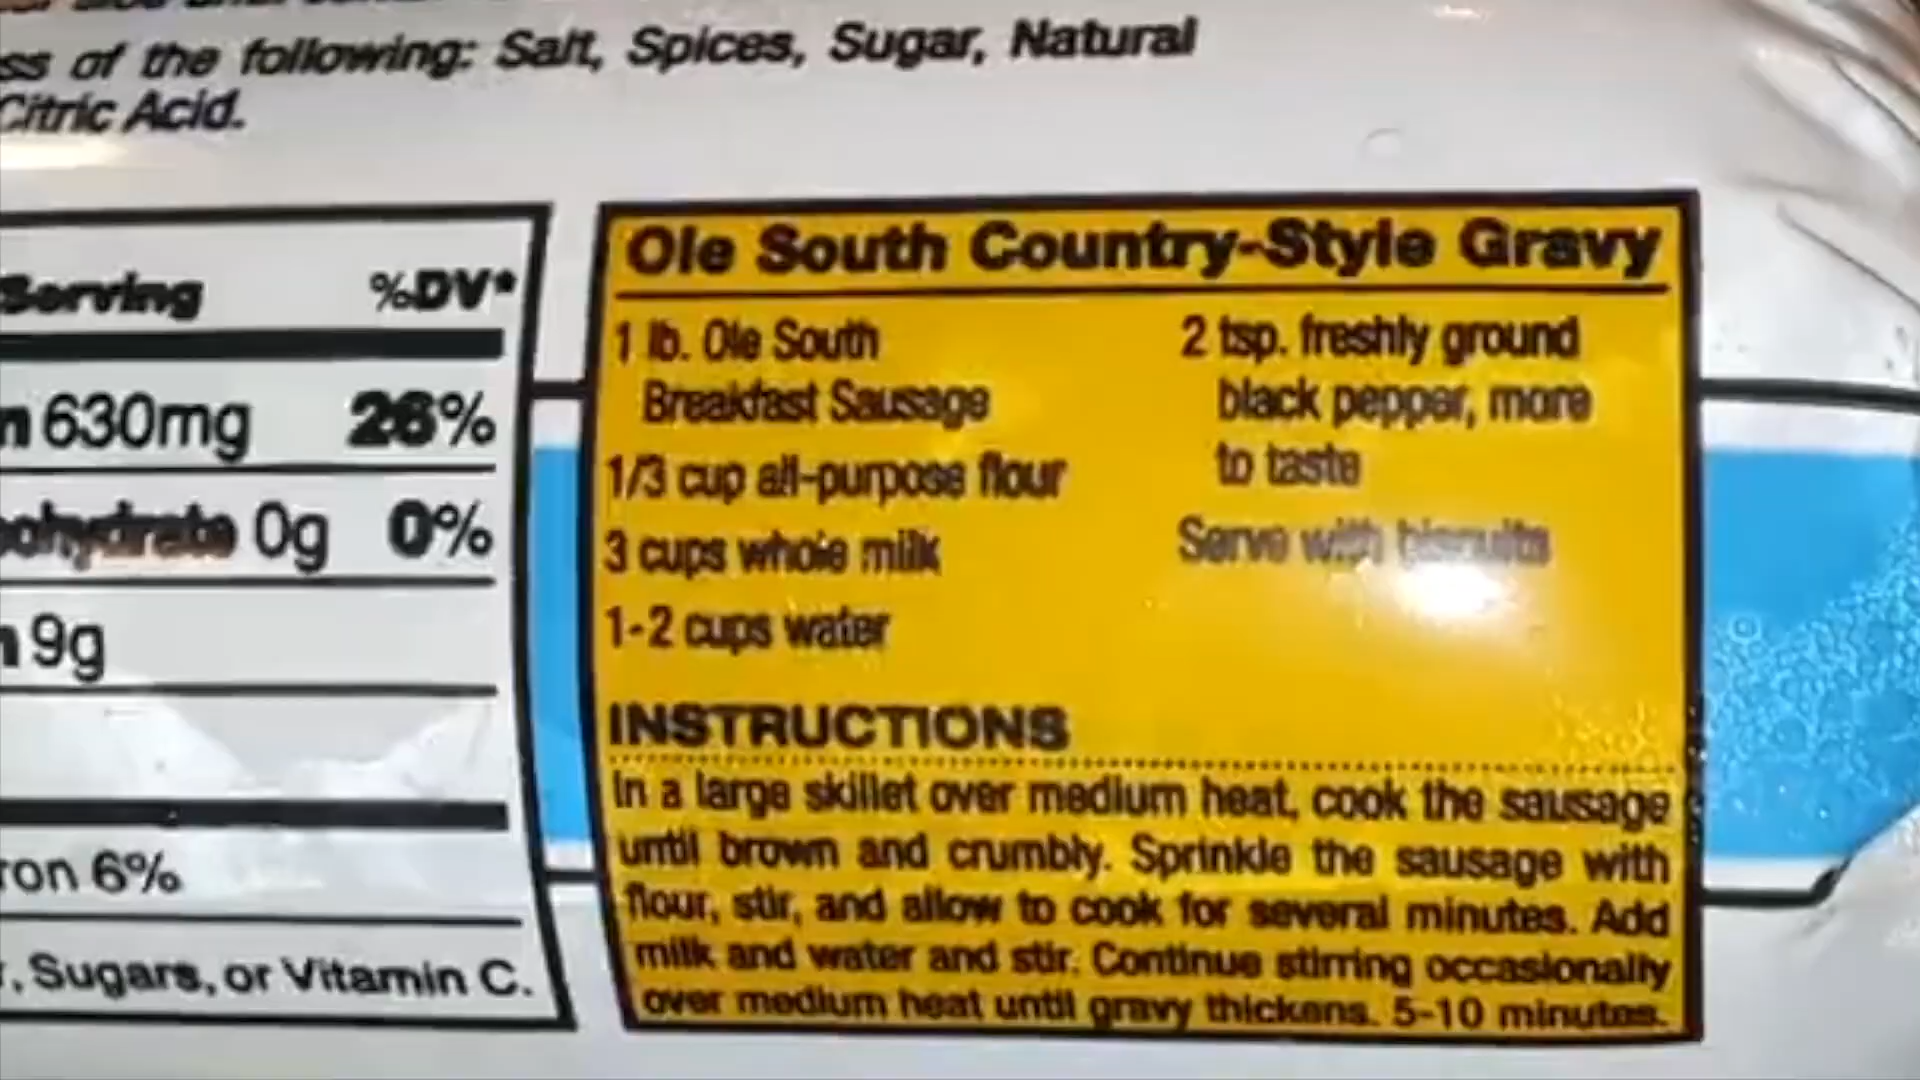 ss of the following: Salt, Spices, Sugar, Natural
Citric Acid.
Serving %DV*
630mg 26%
0g 0%
9g
6%
, Sugars, or Vitamin C.
Ole South Country-Style Gravy
1 lb. Ole South
Breakfast Sausage
1/3 cup all-purpose flour
3 cups whole milk
1-2 cups water
2 tsp. freshly ground
black pepper, more
to taste
Serve with biscuits
INSTRUCTIONS
In a large skillet over medium heat, cook the sausage
until brown and crumbly. Sprinkle the sausage with
flour, stir, and allow to cook for several minutes. Add
milk and water and stir. Continue stirring occasionally
over medium heat until gravy thickens. 5-10 minutes.